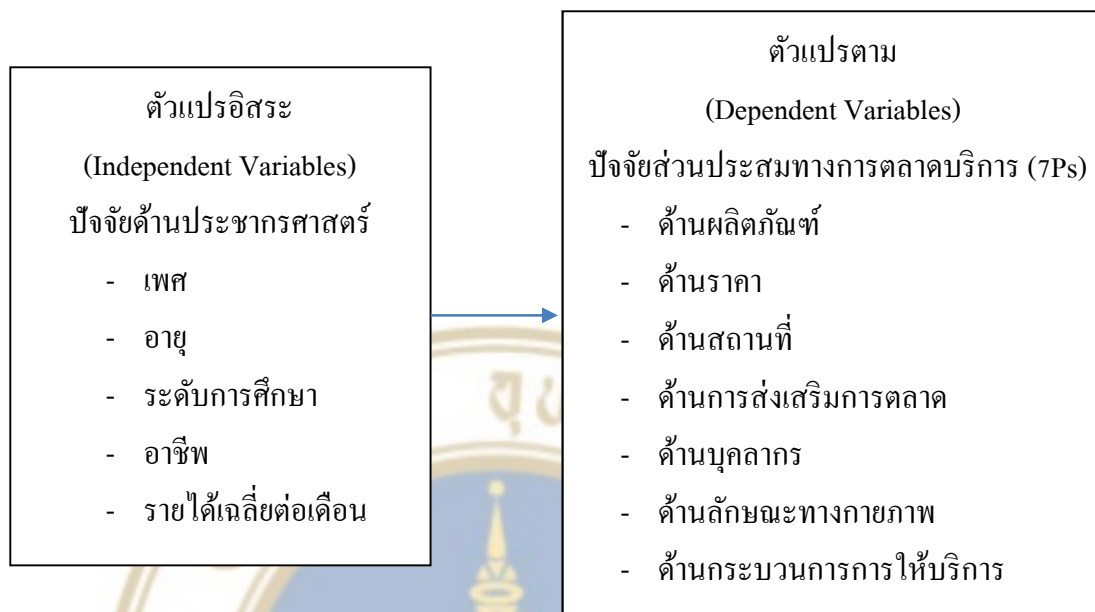 ตัวแปรอิสระ
(Independent Variables)
ปัจจัยด้านประชากรศาสตร์
- เพศ
- อายุ
- ระดับการศึกษา
- อาชีพ
- รายได้เฉลี่ยต่อเดือน
ตัวแปรตาม
(Dependent Variables)
ปัจจัยส่วนประสมทางการตลาดบริการ (7Ps)
- ด้านผลิตภัณฑ์
- ด้านราคา
- ด้านสถานที่
- ด้านการส่งเสริมการตลาด
- ด้านบุคลากร
- ด้านลักษณะทางกายภาพ
- ด้านกระบวนการการให้บริการ